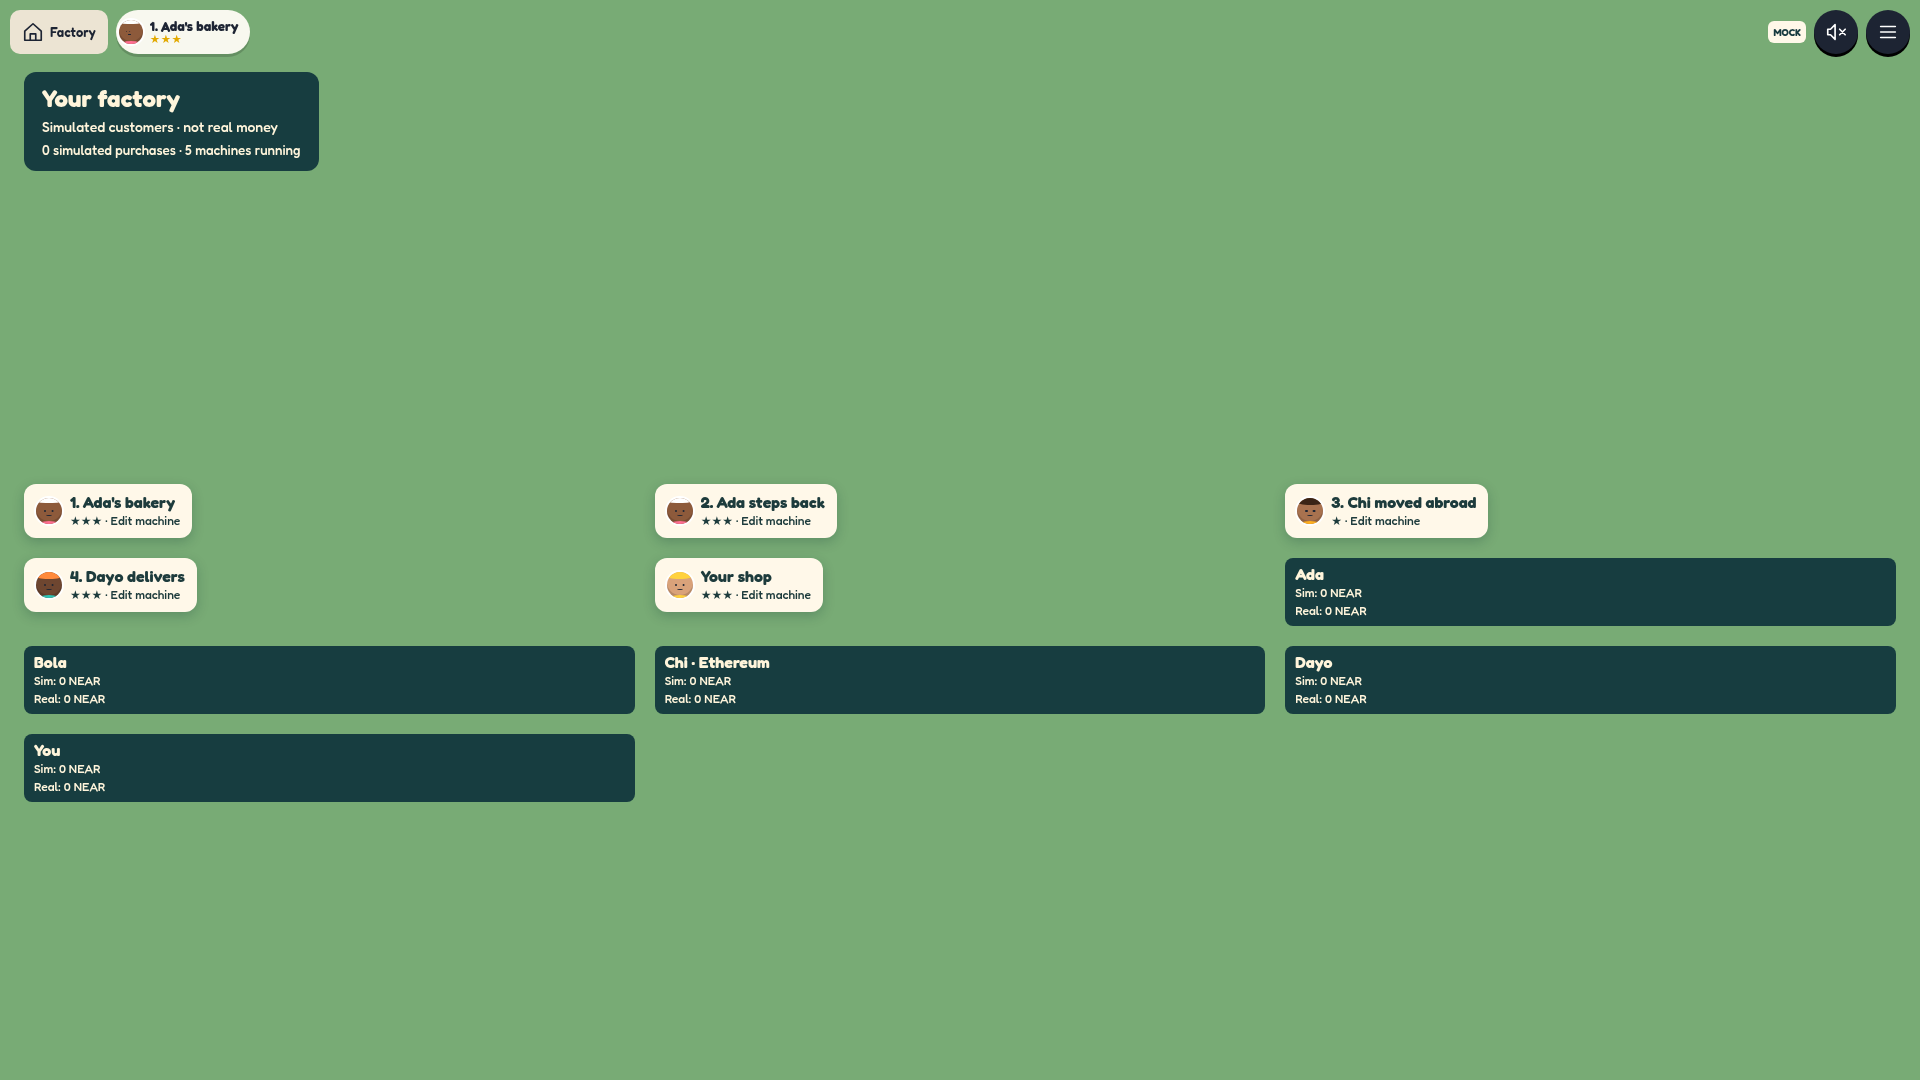 Factory
1. Ada's bakery
★★★
MOCK
Your factory
Simulated customers · not real money
0 simulated purchases · 5 machines running
1. Ada's bakery
★★★ · Edit machine
2. Ada steps back
★★★ · Edit machine
3. Chi moved abroad
★ · Edit machine
4. Dayo delivers
★★★ · Edit machine
Your shop
★★★ · Edit machine
Ada
Sim: 0 NEAR
Real: 0 NEAR
Bola
Sim: 0 NEAR
Real: 0 NEAR
Chi · Ethereum
Sim: 0 NEAR
Real: 0 NEAR
Dayo
Sim: 0 NEAR
Real: 0 NEAR
You
Sim: 0 NEAR
Real: 0 NEAR